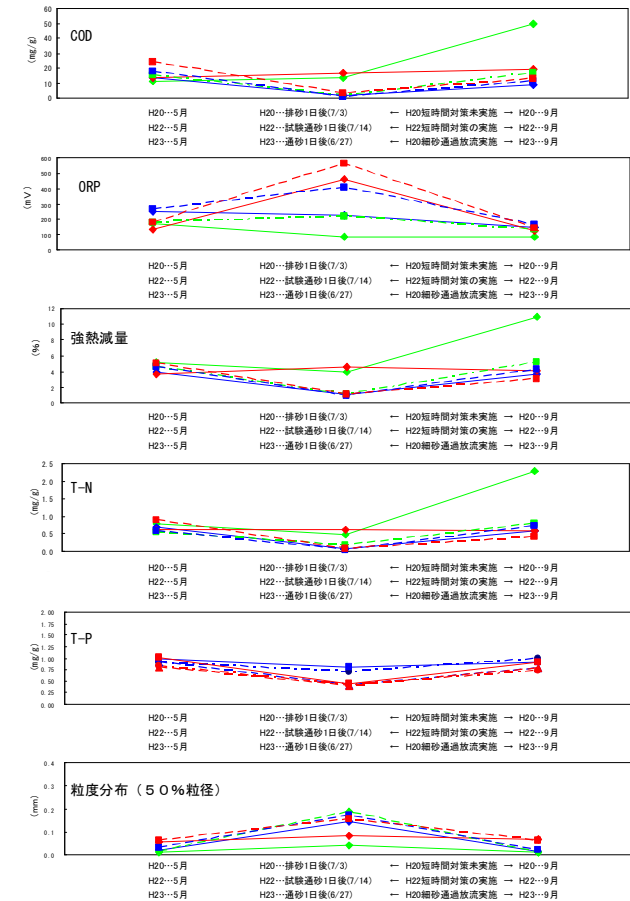 COD
(mg/g)
60
50
40
30
20
10
0
H20…5月 H20…排砂1日後(7/3) ← H20短時間対策未実施 → H20…9月
H22…5月 H22…試験通砂1日後(7/14) ← H22短時間対策の実施 → H22…9月
H23…5月 H23…通砂1日後(6/27) ← H20細砂通過放流実施 → H23…9月
ORP
(mV)
600
500
400
300
200
100
0
H20…5月 H20…排砂1日後(7/3) ← H20短時間対策未実施 → H20…9月
H22…5月 H22…試験通砂1日後(7/14) ← H22短時間対策の実施 → H22…9月
H23…5月 H23…通砂1日後(6/27) ← H20細砂通過放流実施 → H23…9月
強熱減量
(%)
12
10
8
6
4
2
0
H20…5月 H20…排砂1日後(7/3) ← H20短時間対策未実施 → H20…9月
H22…5月 H22…試験通砂1日後(7/14) ← H22短時間対策の実施 → H22…9月
H23…5月 H23…通砂1日後(6/27) ← H20細砂通過放流実施 → H23…9月
T-N
(mg/g)
2.5
2.0
1.5
1.0
0.5
0.0
H20…5月 H20…排砂1日後(7/3) ← H20短時間対策未実施 → H20…9月
H22…5月 H22…試験通砂1日後(7/14) ← H22短時間対策の実施 → H22…9月
H23…5月 H23…通砂1日後(6/27) ← H20細砂通過放流実施 → H23…9月
T-P
(mg/g)
2.00
1.75
1.50
1.25
1.00
0.75
0.50
0.25
0.00
H20…5月 H20…排砂1日後(7/3) ← H20短時間対策未実施 → H20…9月
H22…5月 H22…試験通砂1日後(7/14) ← H22短時間対策の実施 → H22…9月
H23…5月 H23…通砂1日後(6/27) ← H20細砂通過放流実施 → H23…9月
粒度分布(50%粒径)
(mm)
0.4
0.3
0.2
0.1
0.0
H20…5月 H20…排砂1日後(7/3) ← H20短時間対策未実施 → H20…9月
H22…5月 H22…試験通砂1日後(7/14) ← H22短時間対策の実施 → H22…9月
H23…5月 H23…通砂1日後(6/27) ← H20細砂通過放流実施 → H23…9月